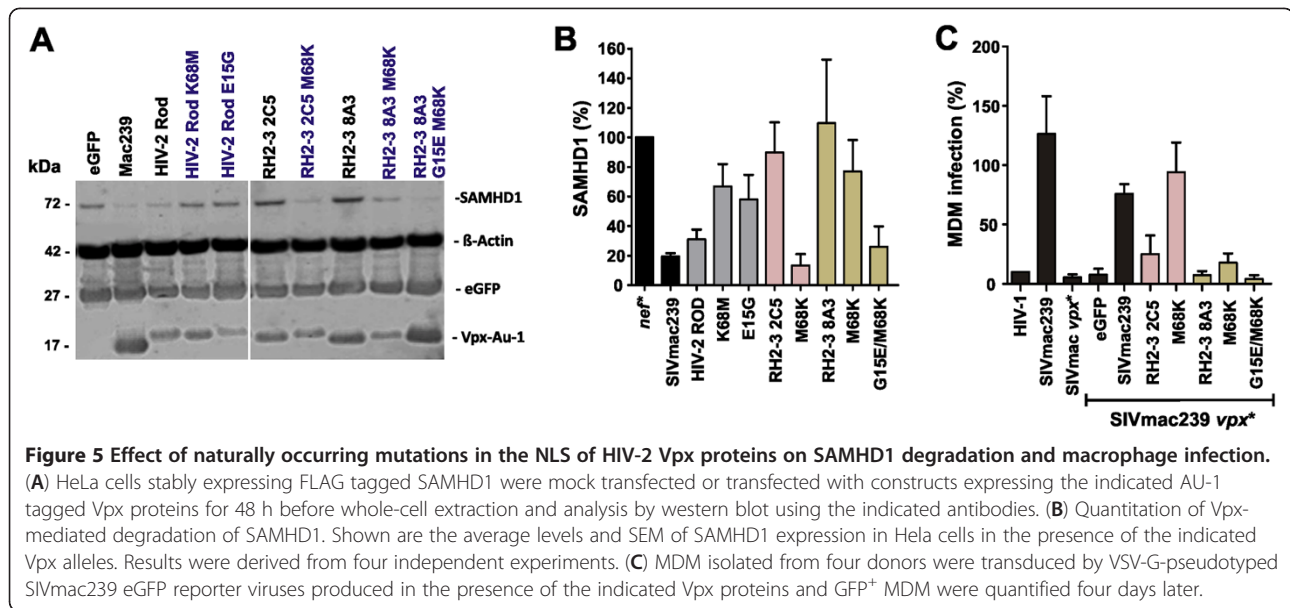 A
kDa
eGFP
Mac239
HIV-2 Rod
HIV-2 Rod K68M
HIV-2 Rod E15G
RH2-3 2C5
RH2-3 2C5 M68K
RH2-3 8A3
RH2-3 8A3 M68K
RH2-3 8A3
G15E M68K
72 -
42 -
27 -
17 -
-SAMHD1
- ß-Actin
- eGFP
- Vpx-Au-1
B
SAMHD1 (%)
160
140
120
100
80
60
40
20
0
nef*
SIVmac239
HIV-2 ROD
K68M
E15G
RH2-3 2C5
M68K
RH2-3 8A3
M68K
G15E/M68K
C
MDM infection (%)
200
150
100
50
0
HIV-1
SIVmac239
SIVmac vpx*
eGFP
SIVmac239
RH2-3 2C5
M68K
RH2-3 8A3
M68K
G15E/M68K
SIVmac239 vpx*
Figure 5 Effect of naturally occurring mutations in the NLS of HIV-2 Vpx proteins on SAMHD1 degradation and macrophage infection.
(A) HeLa cells stably expressing FLAG tagged SAMHD1 were mock transfected or transfected with constructs expressing the indicated AU-1
tagged Vpx proteins for 48 h before whole-cell extraction and analysis by western blot using the indicated antibodies. (B) Quantitation of Vpx-
mediated degradation of SAMHD1. Shown are the average levels and SEM of SAMHD1 expression in Hela cells in the presence of the indicated
Vpx alleles. Results were derived from four independent experiments. (C) MDM isolated from four donors were transduced by VSV-G-pseudotyped
SIVmac239 eGFP reporter viruses produced in the presence of the indicated Vpx proteins and GFP+ MDM were quantified four days later.